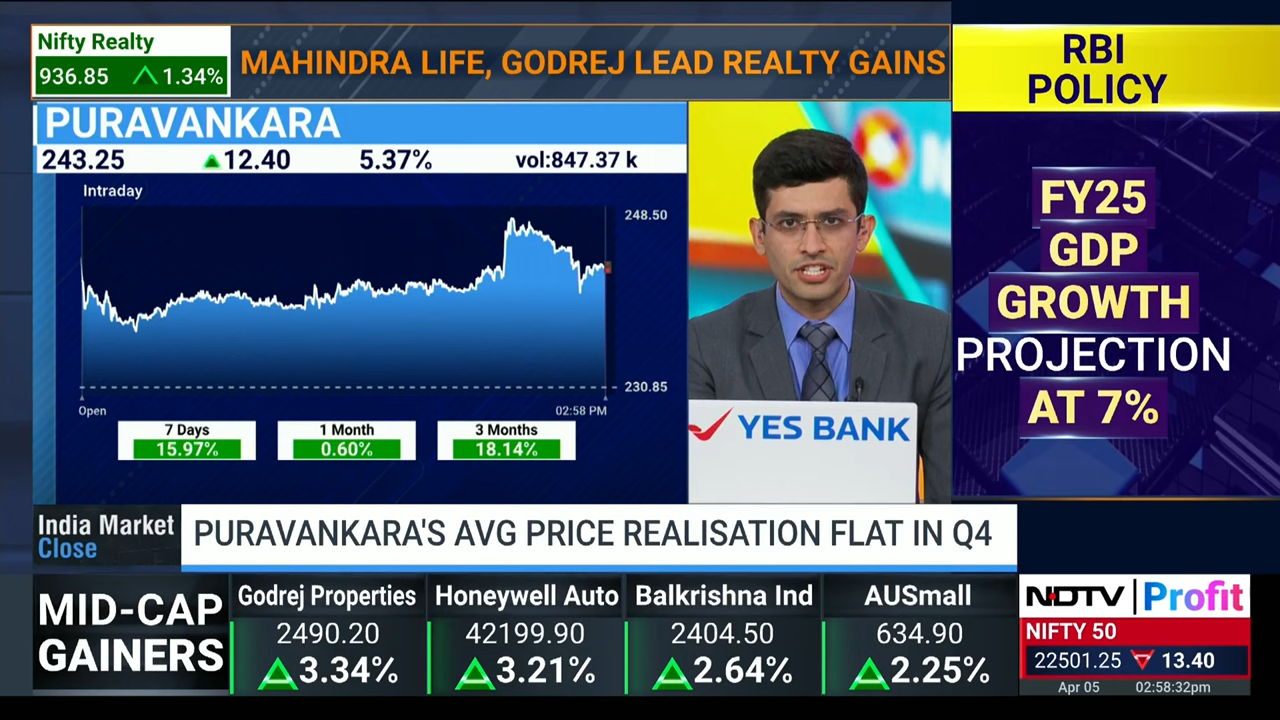 Nifty Realty
936.85 1.34%
MAHINDRA LIFE, GODREJ LEAD REALTY GAINS
RBI
POLICY
PURAVANKARA
243.25 12.40 5.37% vol:847.37 k
Intraday
248.50
230.85
Open 02:58 PM
7 Days 1 Month 3 Months
15.97% 0.60% 18.14%
YES BANK
FY25
GDP
GROWTH
PROJECTION
AT 7%
India Market
Close
PURAVANKARA'S AVG PRICE REALISATION FLAT IN Q4
MID-CAP
GAINERS
Godrej Properties Honeywell Auto Balkrishna Ind AUSmall
2490.20 42199.90 2404.50 634.90
3.34% 3.21% 2.64% 2.25%
NDTV Profit
NIFTY 50
22501.25 13.40
Apr 05 02:58:32pm